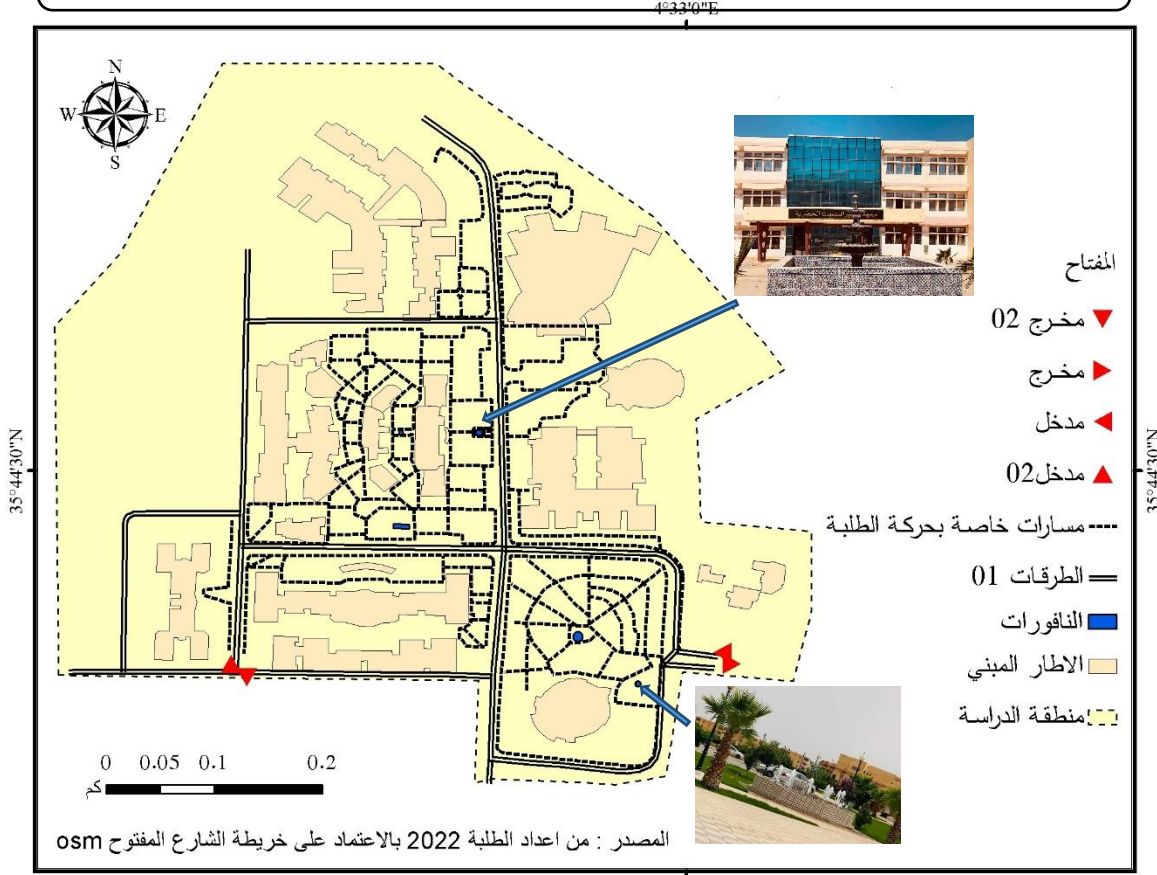 4°33'0"E
N
W E
S
35°44'30"N
35°44'30"N
المفتاح
مخرج 02
مخرج
مدخل
مدخل02
مسارات خاصة بحركة الطلبة
الطرقات 01
النافورات
الاطار المبني
منطقة الدراسة
0 0.05 0.1 0.2
كم
المصدر : من اعداد الطلبة 2022 بالاعتماد على خريطة الشارع المفتوح osm